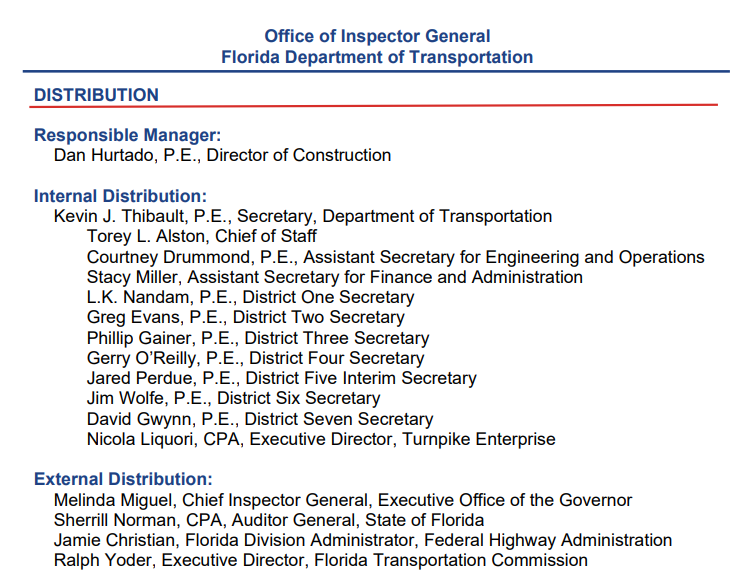 Office of Inspector General
Florida Department of Transportation
DISTRIBUTION
Responsible Manager:
Dan Hurtado, P.E., Director of Construction
Internal Distribution:
Kevin J. Thibault, P.E., Secretary, Department of Transportation
Torey L. Alston, Chief of Staff
Courtney Drummond, P.E., Assistant Secretary for Engineering and Operations
Stacy Miller, Assistant Secretary for Finance and Administration
L.K. Nandam, P.E., District One Secretary
Greg Evans, P.E., District Two Secretary
Phillip Gainer, P.E., District Three Secretary
Gerry O’Reilly, P.E., District Four Secretary
Jared Perdue, P.E., District Five Interim Secretary
Jim Wolfe, P.E., District Six Secretary
David Gwynn, P.E., District Seven Secretary
Nicola Liquori, CPA, Executive Director, Turnpike Enterprise
External Distribution:
Melinda Miguel, Chief Inspector General, Executive Office of the Governor
Sherrill Norman, CPA, Auditor General, State of Florida
Jamie Christian, Florida Division Administrator, Federal Highway Administration
Ralph Yoder, Executive Director, Florida Transportation Commission